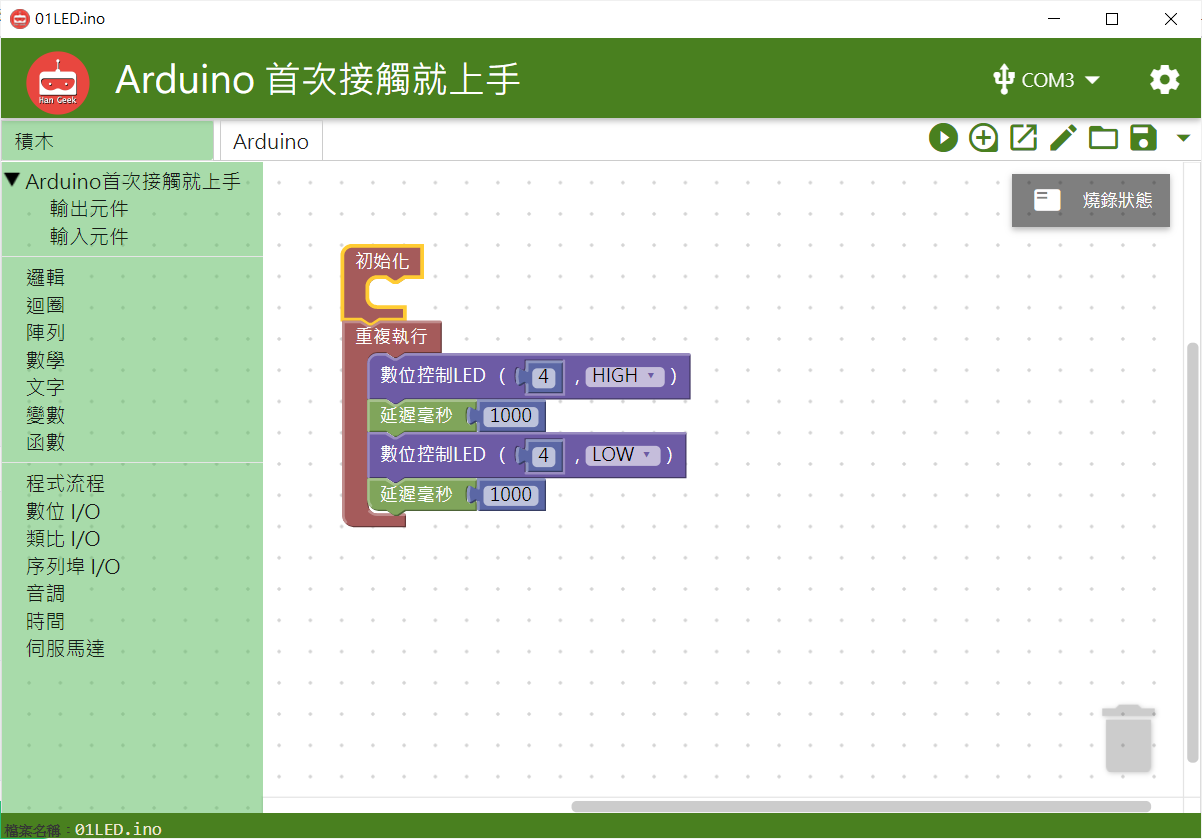 01LED.ino
Han Geek
Arduino 首次接觸就上手
COM3
積木
Arduino
Arduino首次接觸就上手
輸出元件
輸入元件
邏輯
迴圈
陣列
數學
文字
變數
函數
程式流程
數位 I/O
類比 I/O
序列埠 I/O
音調
時間
伺服馬達
燒錄狀態
初始化
重複執行
數位控制LED ( 4 , HIGH )
延遲毫秒 1000
數位控制LED ( 4 , LOW )
延遲毫秒 1000
檔案名稱：01LED.ino